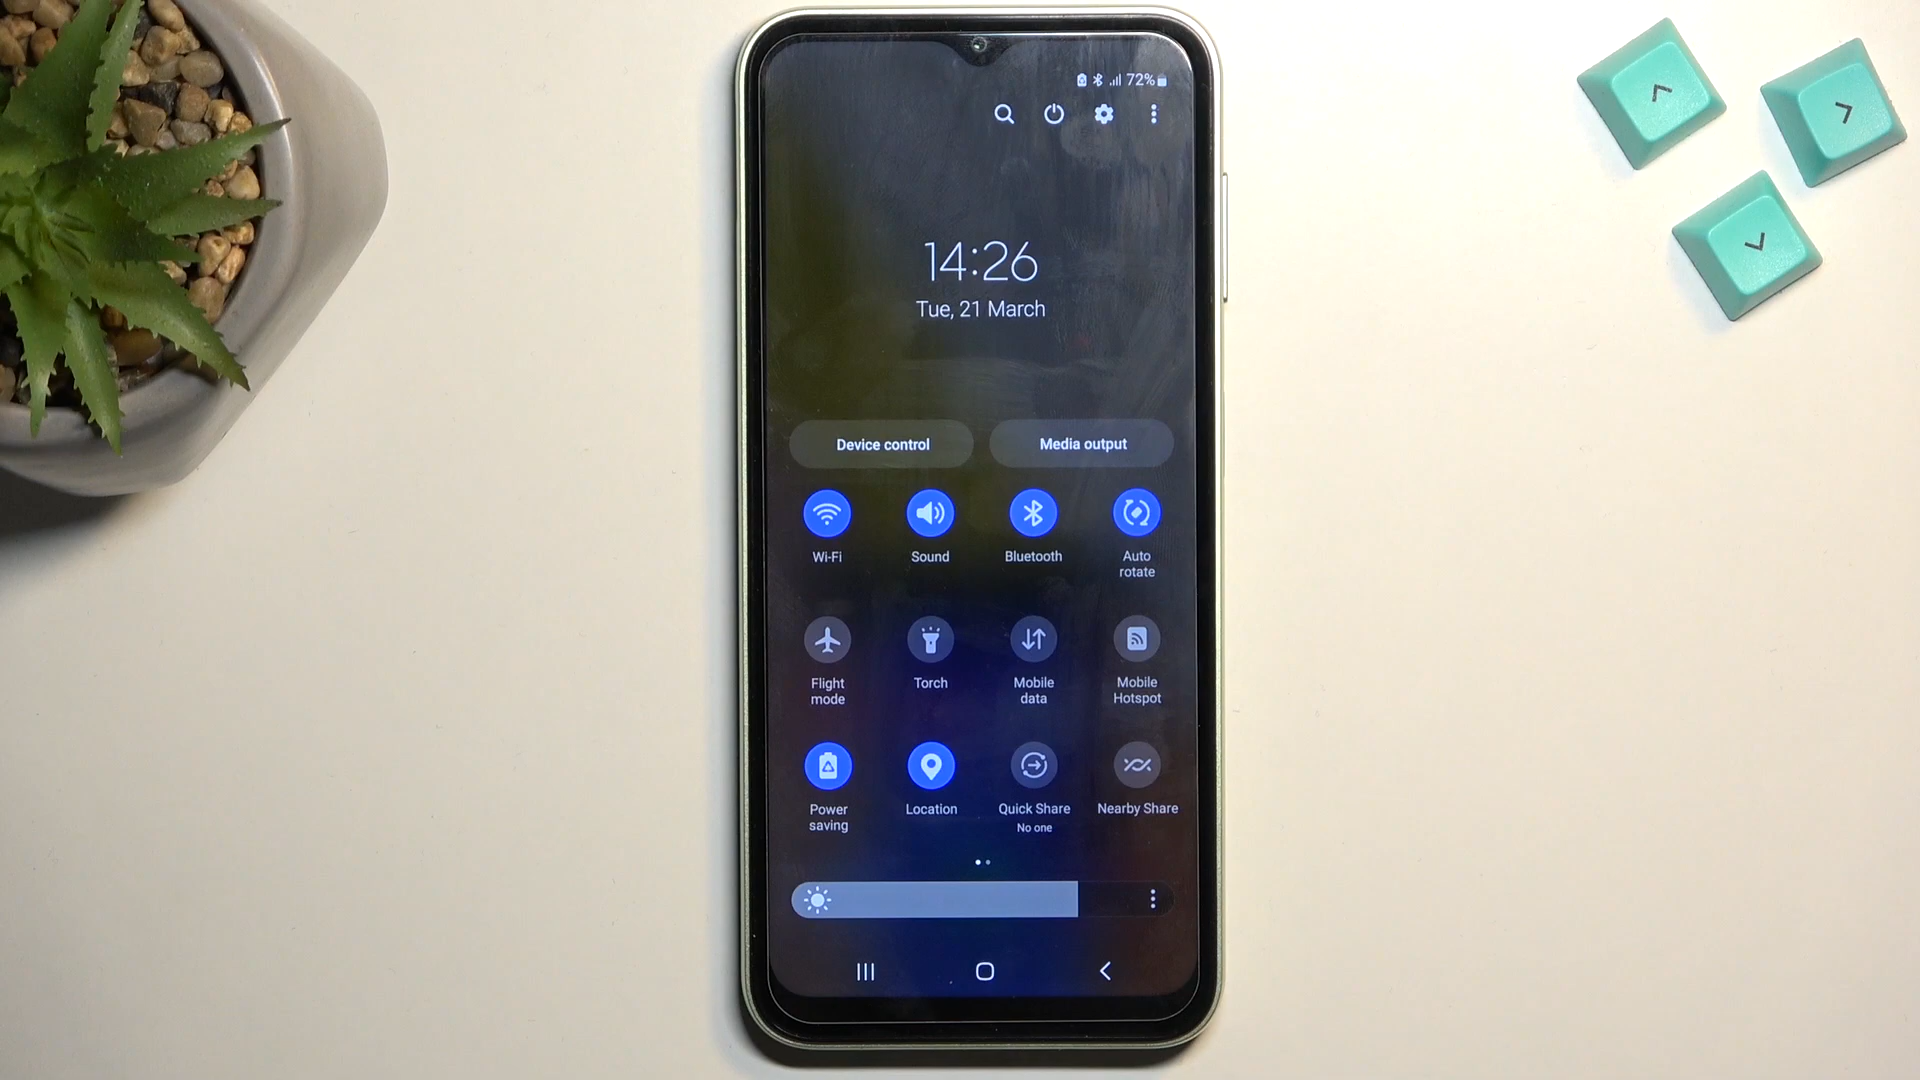 72%
14:26
Tue, 21 March
Device control
Media output
Wi-Fi
Sound
Bluetooth
Auto
rotate
Flight
mode
Torch
Mobile
data
Mobile
Hotspot
Power
saving
Location
Quick Share
No one
Nearby Share